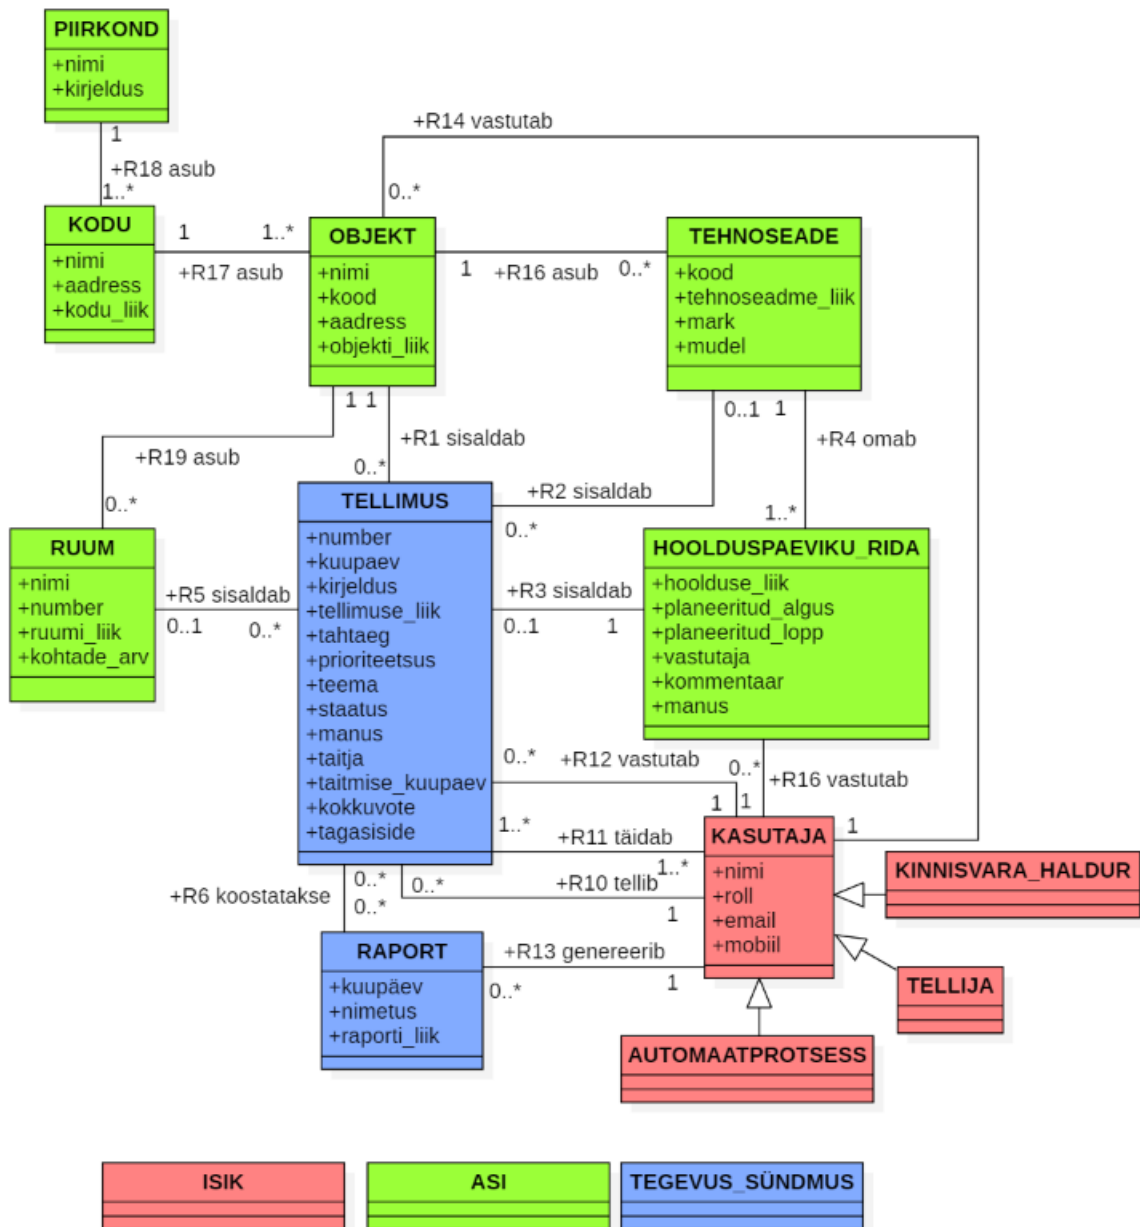 PIIRKOND
+nimi
+kirjeldus
1
+R18 asub
1..*
+R14 vastutab
0..*
KODU
+nimi
+aadress
+kodu_liik
1
1..*
+R17 asub
OBJEKT
+nimi
+kood
+aadress
+objekti_liik
1
+R16 asub
0..*
TEHNOSEADE
+kood
+tehnoseadme_liik
+mark
+mudel
1
1
+R1 sisaldab
0..*
+R19 asub
0..*
0..1
1
+R4 omab
1..*
+R2 sisaldab
0..*
RUUM
+nimi
+number
+ruumi_liik
+kohtade_arv
+R5 sisaldab
0..1
0..*
TELLIMUS
+number
+kuupaev
+kirjeldus
+tellimuse_liik
+tahtaeg
+prioriteetsus
+teema
+staatus
+manus
+taitja
+taitmise_kuupaev
+kokkuvote
+tagasiside
+R3 sisaldab
0..1
1
HOOLDUSPAEVIKU_RIDA
+hoolduse_liik
+planeeritud_algus
+planeeritud_lopp
+vastutaja
+kommentaar
+manus
0..*
+R12 vastutab
1
0..*
+R16 vastutab
1
1
1..*
+R11 täidab
1..*
0..*
+R10 tellib
1
KASUTAJA
+nimi
+roll
+email
+mobiil
KINNISVARA_HALDUR
TELLIJA
AUTOMAATPROTSESS
+R6 koostatakse
0..*
0..*
RAPORT
+kuupäev
+nimetus
+raporti_liik
+R13 genereerib
0..*
1
ISIK
ASI
TEGEVUS_SÜNDMUS